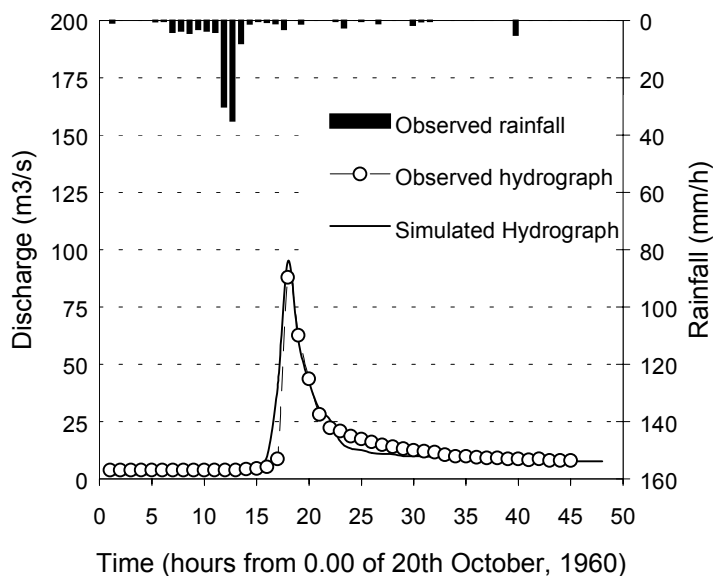 200 0
175 20
150 40
125 60
100 80
75 100
50 120
25 140
0 160
Discharge (m3/s)
Rainfall (mm/h)
Observed rainfall
Observed hydrograph
Simulated Hydrograph
0 5 10 15 20 25 30 35 40 45 50
Time (hours from 0.00 of 20th October, 1960)